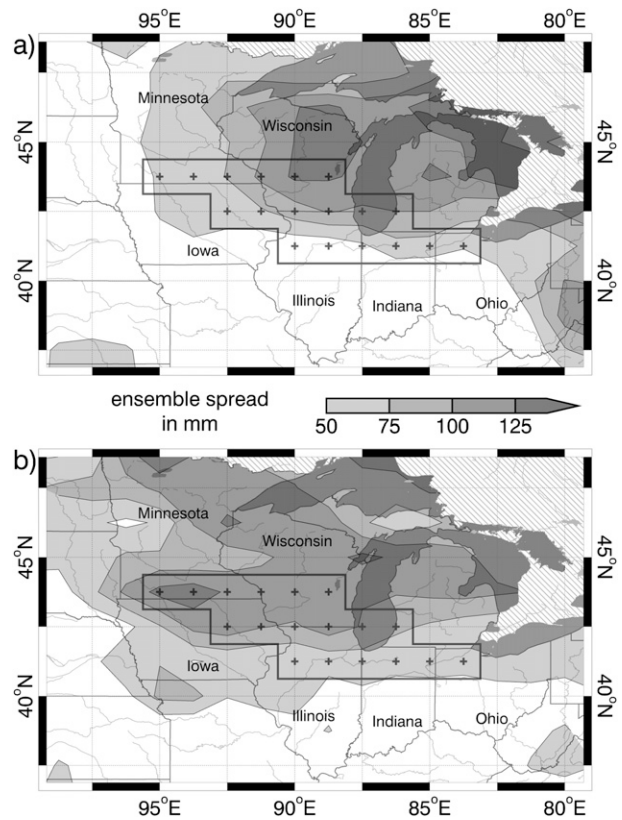 95°W 90°W 85°W 80°W
a)
Minnesota
Wisconsin
45°N 45°N
Iowa
40°N 40°N
Illinois Indiana Ohio
ensemble spread
in mm
50 75 100 125
b)
Minnesota
Wisconsin
45°N 45°N
Iowa
40°N 40°N
Illinois Indiana Ohio
95°W 90°W 85°W 80°W